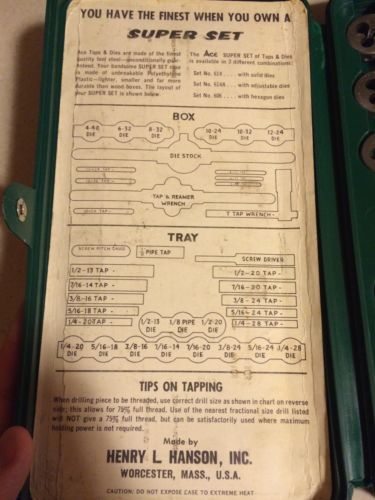 YOU HAVE THE FINEST WHEN YOU OWN A
SUPER SET
Ace Taps & Dies are made of the finest
quality tool steel—unconditionally guar-
anteed. Your handsome SUPER SET case
is made of unbreakable Polyethylene
Plastic—lighter, smaller and far more
durable than wood boxes. The layout of
your SUPER SET is shown below.
The ACE SUPER SET of Taps & Dies
is available in 3 different combinations:
Set No. 614 . . . with solid dies
Set No. 614A . . . with adjustable dies
Set No. 606 . . . with hexagon dies
BOX
4-40 DIE
6-32 DIE
8-32 DIE
10-24 DIE
10-32 DIE
12-24 DIE
DIE STOCK
TAP & REAMER
WRENCH
T TAP WRENCH
TRAY
SCREW PITCH GAUGE
1/8 PIPE TAP
SCREW DRIVER
1/2-13 TAP -
1/2-20 TAP -
7/16-14 TAP
7/16-20 TAP
3/8-16 TAP
3/8-24 TAP
5/16-18 TAP
5/16-24 TAP
1/4-20 TAP
1/4-28 TAP
1/2-13 DIE
1/8 PIPE DIE
1/2-20 DIE
1/4-20 DIE
5/16-18 DIE
3/8-16 DIE
7/16-14 DIE
7/16-20 DIE
3/8-24 DIE
5/16-24 DIE
1/4-28 DIE
TIPS ON TAPPING
When drilling piece to be threaded, use correct drill size as shown in chart on reverse
side; this allows for 75% full thread. Use of the nearest fractional size drill listed
will NOT give 75% thread, but can be satisfactorily used where maximum
holding power is not required.
Made by
HENRY L. HANSON, INC.
WORCESTER, MASS., U.S.A.
CAUTION: DO NOT EXPOSE CASE TO EXTREME HEAT